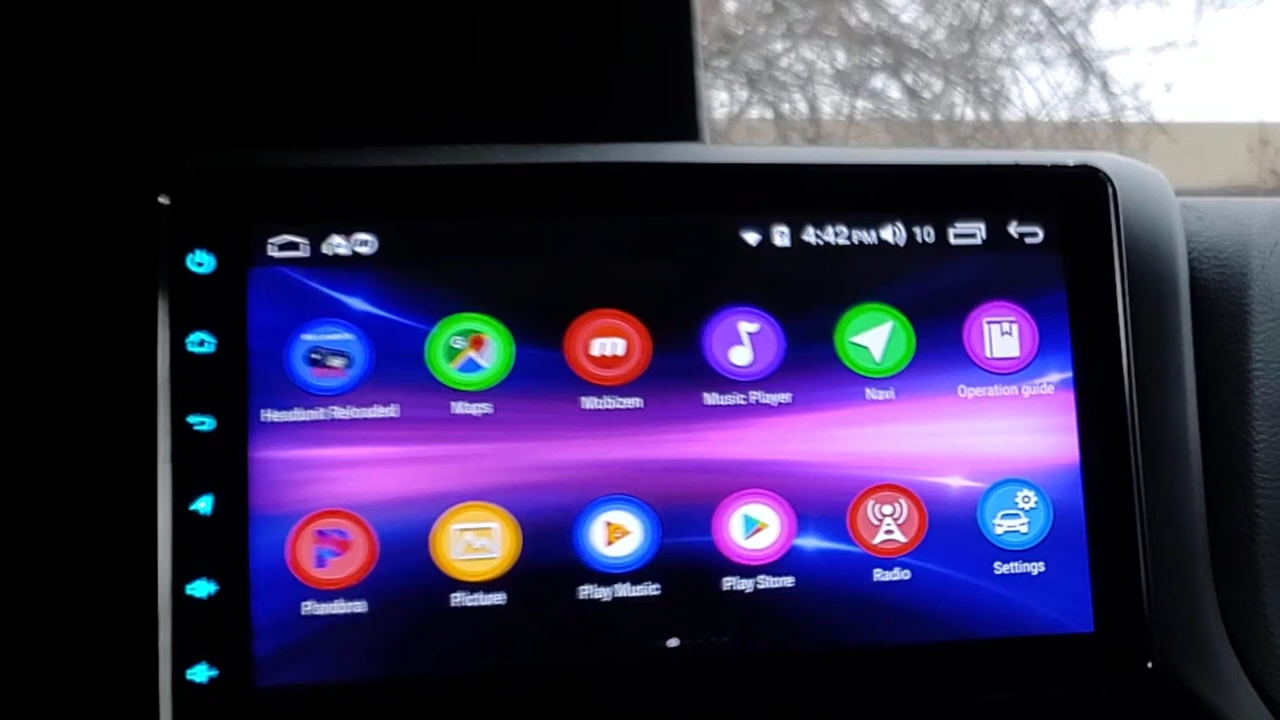 4:42 PM 10
Headunit Reloaded
Maps
Mobizen
Music Player
Navi
Operation guide
Pandora
Picture
Play Music
Play Store
Radio
Settings